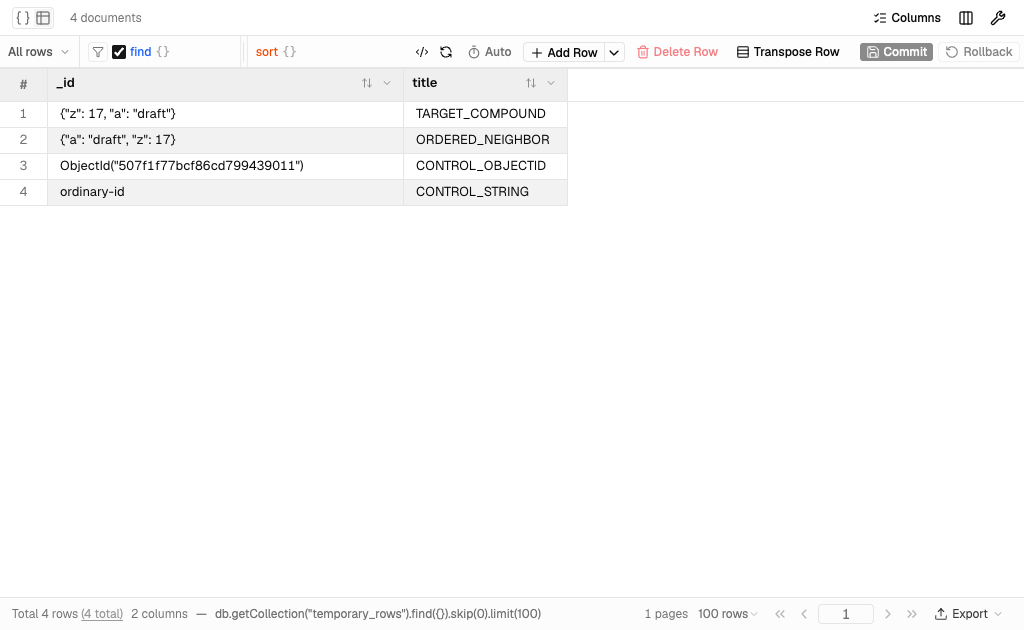 { } 4 documents Columns
All rows find {} sort {} </> Auto + Add Row Delete Row Transpose Row Commit Rollback
# _id title
1 {"z": 17, "a": "draft"} TARGET_COMPOUND
2 {"a": "draft", "z": 17} ORDERED_NEIGHBOR
3 ObjectId("507f1f77bcf86cd799439011") CONTROL_OBJECTID
4 ordinary-id CONTROL_STRING
Total 4 rows (4 total) 2 columns — db.getCollection("temporary_rows").find({}).skip(0).limit(100) 1 pages 100 rows 1 Export